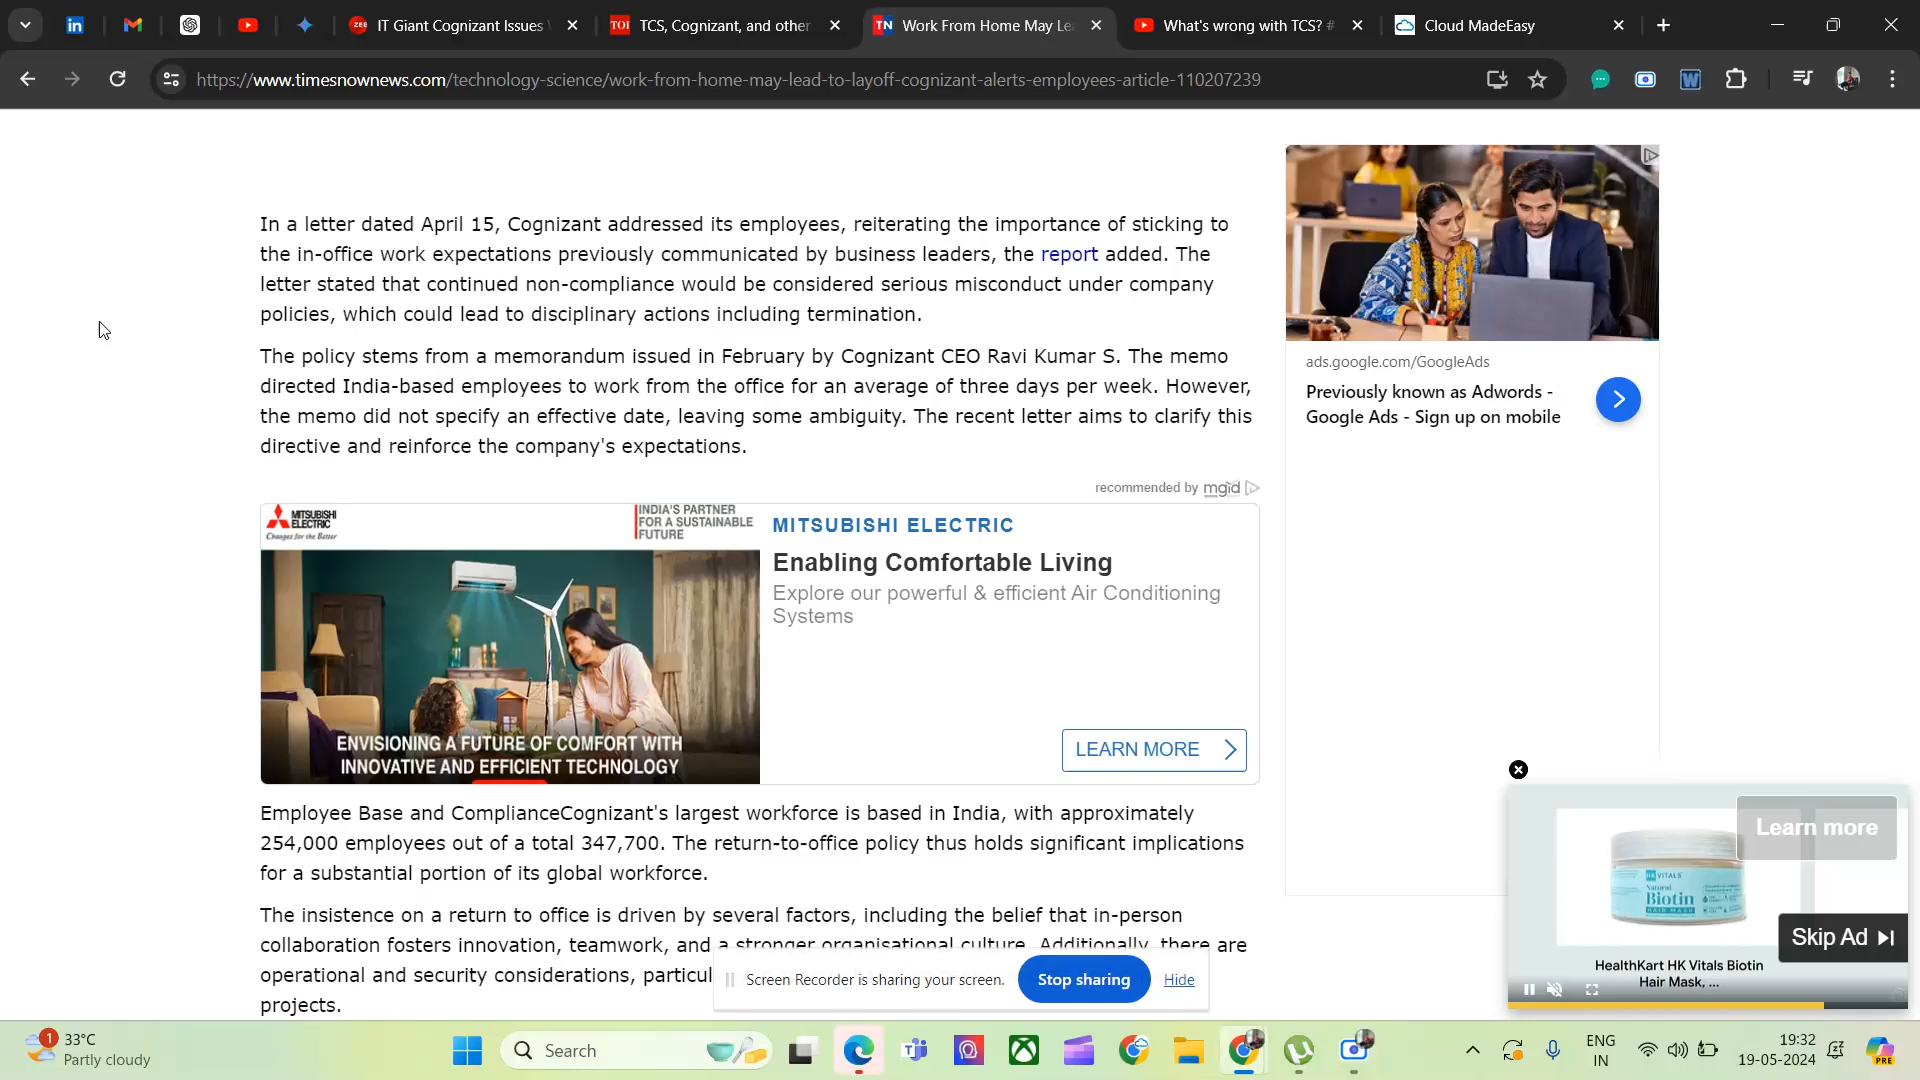 IT Giant Cognizant Issues
TCS, Cognizant, and other
Work From Home May Le
What's wrong with TCS? #
Cloud MadeEasy
https://www.timesnownews.com/technology-science/work-from-home-may-lead-to-layoff-cognizant-alerts-employees-article-110207239
In a letter dated April 15, Cognizant addressed its employees, reiterating the importance of sticking to
the in-office work expectations previously communicated by business leaders, the report added. The
letter stated that continued non-compliance would be considered serious misconduct under company
policies, which could lead to disciplinary actions including termination.
The policy stems from a memorandum issued in February by Cognizant CEO Ravi Kumar S. The memo
directed India-based employees to work from the office for an average of three days per week. However,
the memo did not specify an effective date, leaving some ambiguity. The recent letter aims to clarify this
directive and reinforce the company's expectations.
recommended by mgid
MITSUBISHI
ELECTRIC
Changes for the Better
INDIA'S PARTNER
FOR A SUSTAINABLE
FUTURE
ENVISIONING A FUTURE OF COMFORT WITH
INNOVATIVE AND EFFICIENT TECHNOLOGY
MITSUBISHI ELECTRIC
Enabling Comfortable Living
Explore our powerful & efficient Air Conditioning
Systems
LEARN MORE
Employee Base and ComplianceCognizant's largest workforce is based in India, with approximately
254,000 employees out of a total 347,700. The return-to-office policy thus holds significant implications
for a substantial portion of its global workforce.
The insistence on a return to office is driven by several factors, including the belief that in-person
collaboration fosters innovation, teamwork, and a stronger organisational culture. Additionally, there are
operational and security considerations, particul
projects.
ads.google.com/GoogleAds
Previously known as Adwords -
Google Ads - Sign up on mobile
Learn more
HK VITALS
Natural
Biotin
HAIR MASK
Skip Ad
HealthKart HK Vitals Biotin
Hair Mask, ...
Screen Recorder is sharing your screen.
Stop sharing
Hide
1
33°C
Partly cloudy
Search
ENG
IN
19:32
19-05-2024
PRE